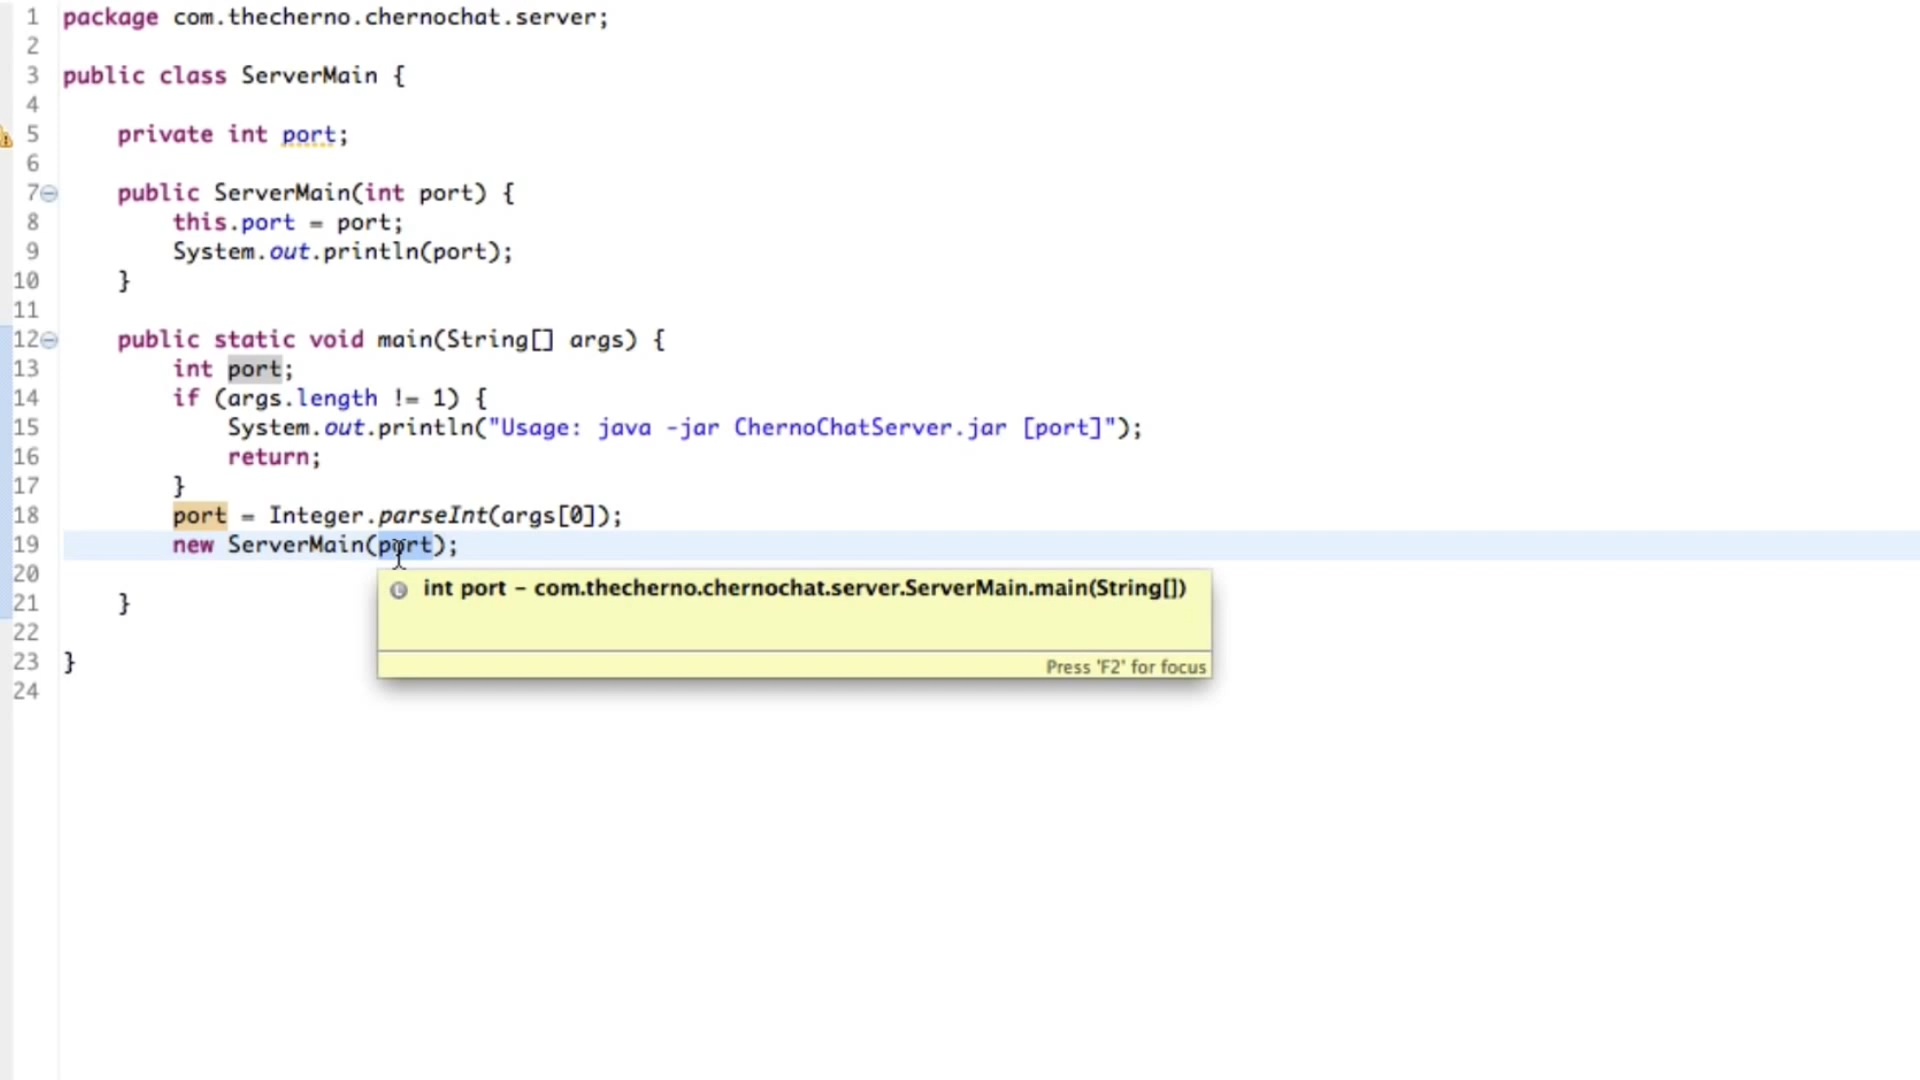 1 package com.thecherno.chernochat.server;
2
3 public class ServerMain {
4
5 private int port;
6
7 public ServerMain(int port) {
8 this.port = port;
9 System.out.println(port);
10 }
11
12 public static void main(String[] args) {
13 int port;
14 if (args.length != 1) {
15 System.out.println("Usage: java -jar ChernoChatServer.jar [port]");
16 return;
17 }
18 port = Integer.parseInt(args[0]);
19 new ServerMain(port);
20
int port - com.thecherno.chernochat.server.ServerMain.main(String[])
21 }
22
23 }
Press 'F2' for focus
24